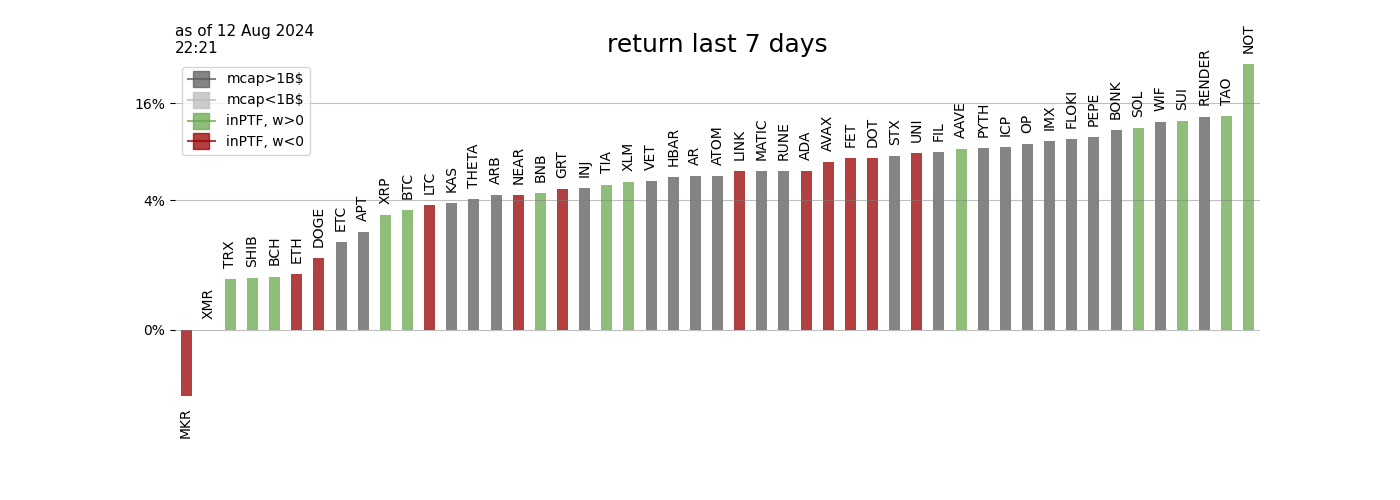 as of 12 Aug 2024
22:21
return last 7 days
mcap>1B$
mcap<1B$
inPTF, w>0
inPTF, w<0
16%
4%
0%
MKR
XMR
TRX
SHIB
BCH
ETH
DOGE
ETC
APT
XRP
BTC
LTC
KAS
THETA
ARB
NEAR
BNB
GRT
INJ
TIA
XLM
VET
HBAR
AR
ATOM
LINK
MATIC
RUNE
ADA
AVAX
FET
DOT
STX
UNI
FIL
AAVE
PYTH
ICP
OP
IMX
FLOKI
PEPE
BONK
SOL
WIF
SUI
RENDER
TAO
NOT